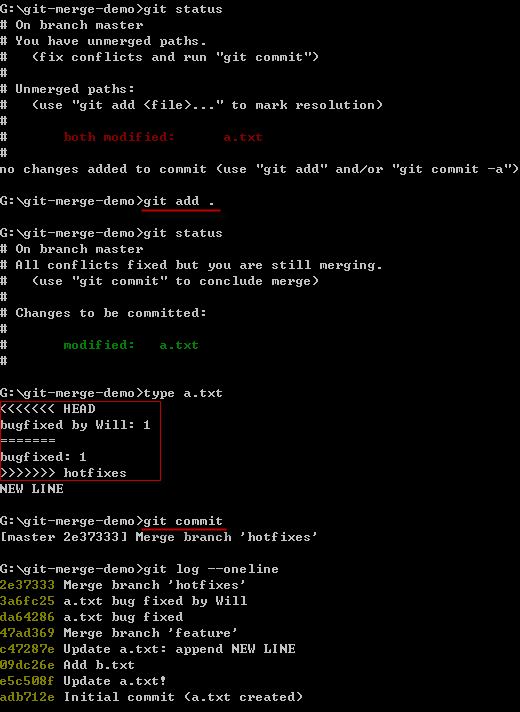 G:\git-merge-demo>git status
# On branch master
# You have unmerged paths.
#   (fix conflicts and run "git commit")
#
# Unmerged paths:
#   (use "git add <file>..." to mark resolution)
#
#       both modified:      a.txt
#
no changes added to commit (use "git add" and/or "git commit -a")
G:\git-merge-demo>git add .
G:\git-merge-demo>git status
# On branch master
# All conflicts fixed but you are still merging.
#   (use "git commit" to conclude merge)
#
# Changes to be committed:
#
#       modified:   a.txt
#
G:\git-merge-demo>type a.txt
<<<<<<< HEAD
bugfixed by Will: 1
=======
bugfixed: 1
>>>>>>> hotfixes
NEW LINE
G:\git-merge-demo>git commit
[master 2e37333] Merge branch 'hotfixes'
G:\git-merge-demo>git log --oneline
2e37333 Merge branch 'hotfixes'
3a6fc25 a.txt bug fixed by Will
da64286 a.txt bug fixed
47ad369 Merge branch 'feature'
c47287e Update a.txt: append NEW LINE
09dc26e Add b.txt
e5c508f Update a.txt!
adb712e Initial commit (a.txt created)